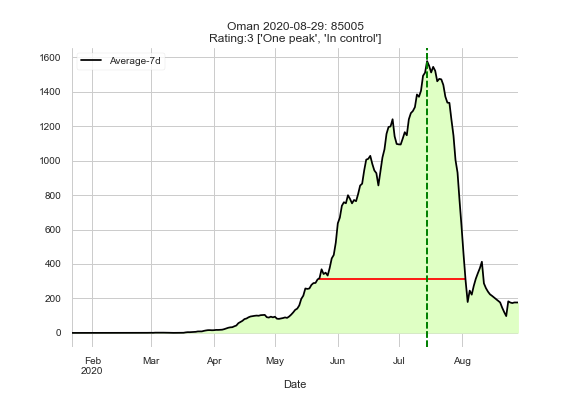 Oman 2020-08-29: 85005
Rating:3 ['One peak', 'In control']
Average-7d
1600
1400
1200
1000
800
600
400
200
0
Feb
2020
Mar
Apr
May
Jun
Jul
Aug
Date